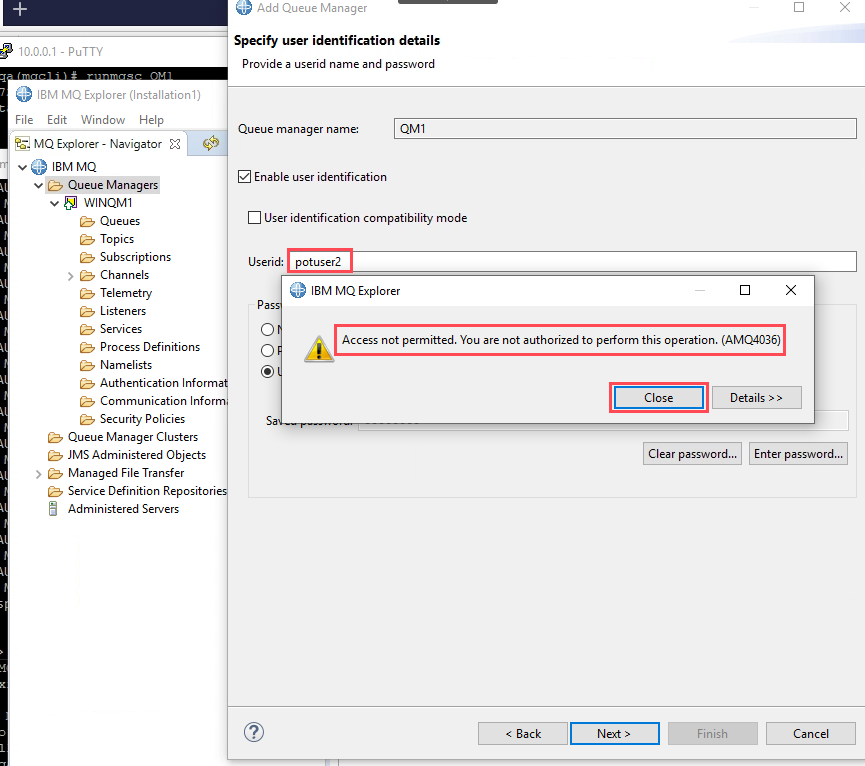 Add Queue Manager
Specify user identification details
Provide a userid name and password
10.0.0.1 - PuTTY
(mqcli)# runmqsc QM1
IBM MQ Explorer (Installation1)
File Edit Window Help
MQ Explorer - Navigator
IBM MQ
Queue Managers
WINQM1
Queues
Topics
Subscriptions
Channels
Telemetry
Listeners
Services
Process Definitions
Namelists
Authentication Informat
Communication Informa
Security Policies
Queue Manager Clusters
JMS Administered Objects
Managed File Transfer
Service Definition Repositories
Administered Servers
Queue manager name: QM1
Enable user identification
User identification compatibility mode
Userid: potuser2
Pass
IBM MQ Explorer
Access not permitted. You are not authorized to perform this operation. (AMQ4036)
Close Details >>
Saved password:
Clear password... Enter password...
? < Back Next > Finish Cancel